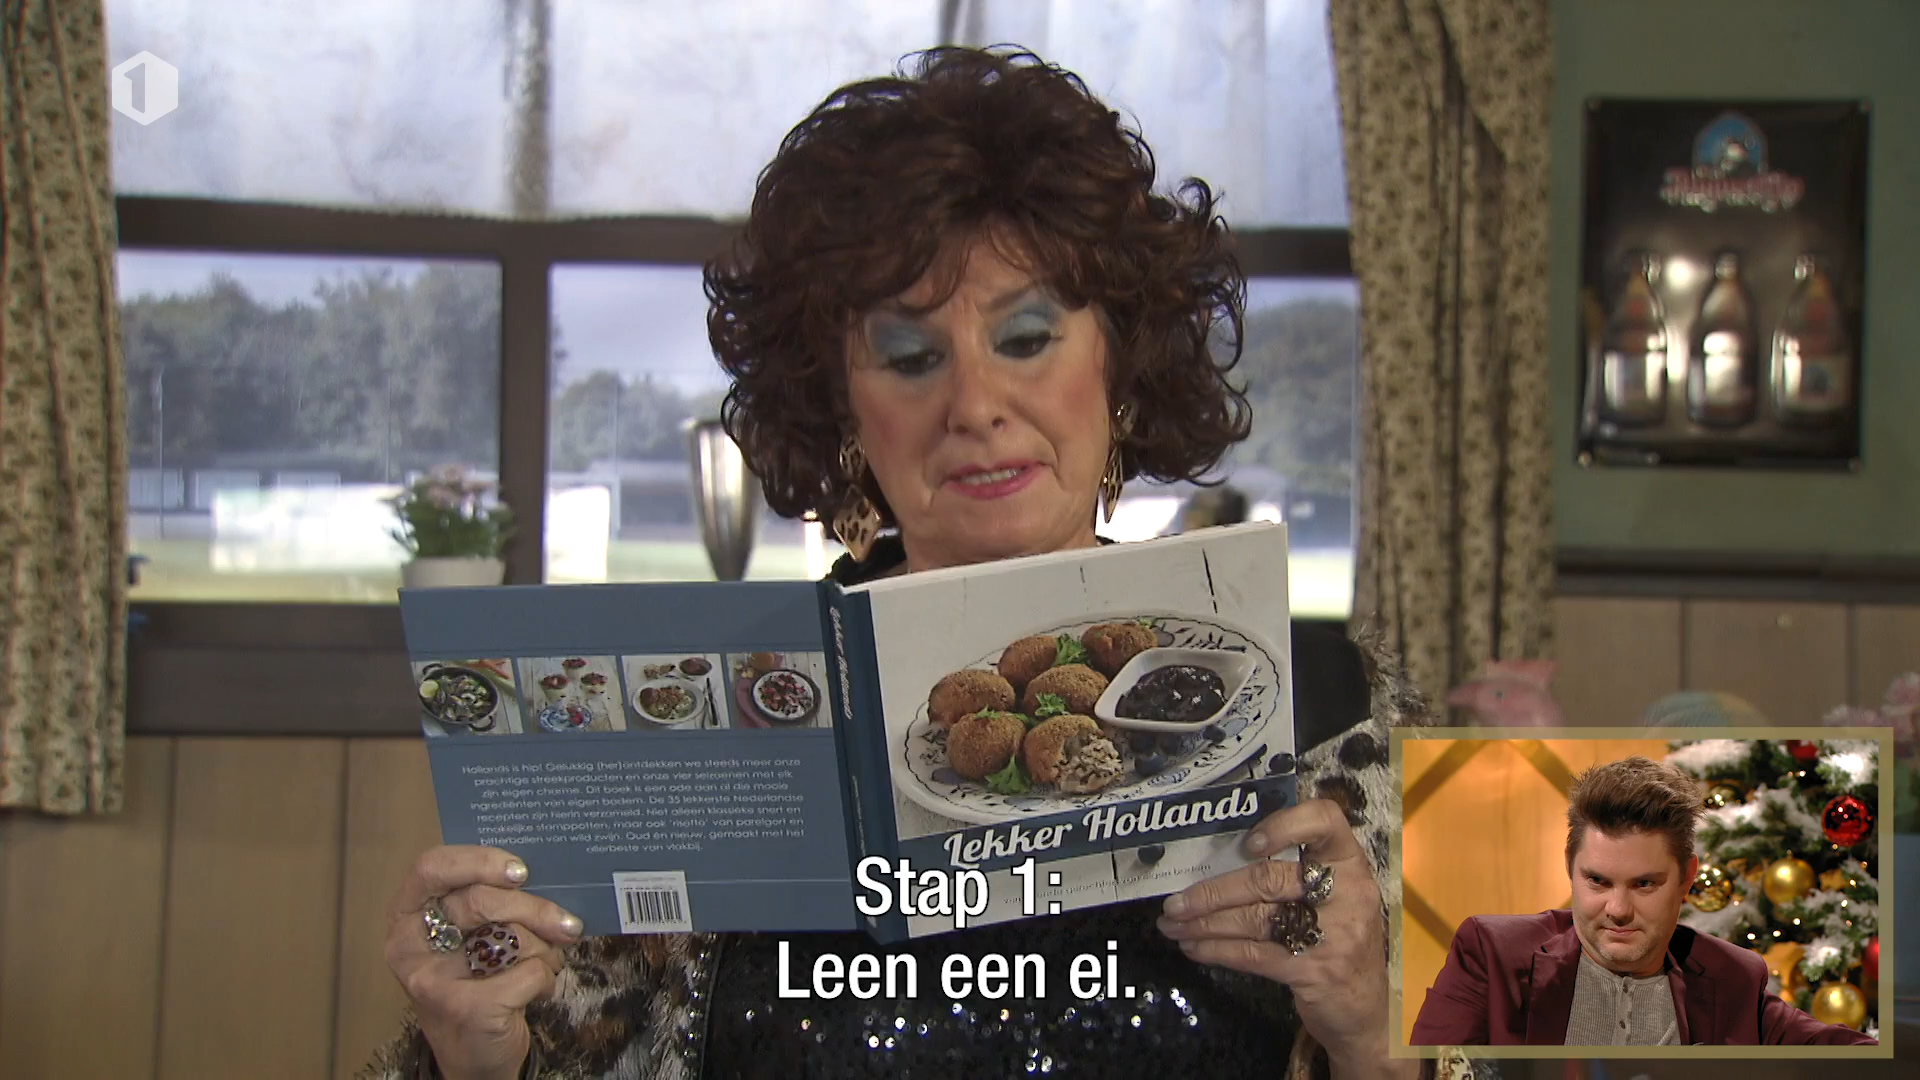 1
Hollands is hip! Gelukkig (her)ontdekken we steeds meer onze
prachtige streekproducten en onze vier seizoenen met elk
zijn eigen charme. Dit boek is een ode aan al die mooie
ingrediënten van eigen bodem. De 35 lekkerste Nederlandse
recepten zijn hierin verzameld. Niet alleen klassieke snert en
smakelijke stamppotten, maar ook 'risotto' van parelgort en
bitterballen van wild zwijn. Oud én nieuw, gemaakt met het
allerbeste van vlakbij.
Lekker Hollands
Lekker Hollands
Stap 1:
Leen een ei.